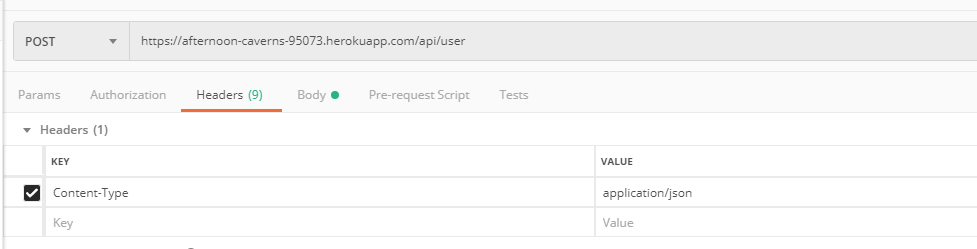 POST https://afternoon-caverns-95073.herokuapp.com/api/user
Params Authorization Headers (9) Body Pre-request Script Tests
Headers (1)
KEY VALUE
Content-Type application/json
Key Value